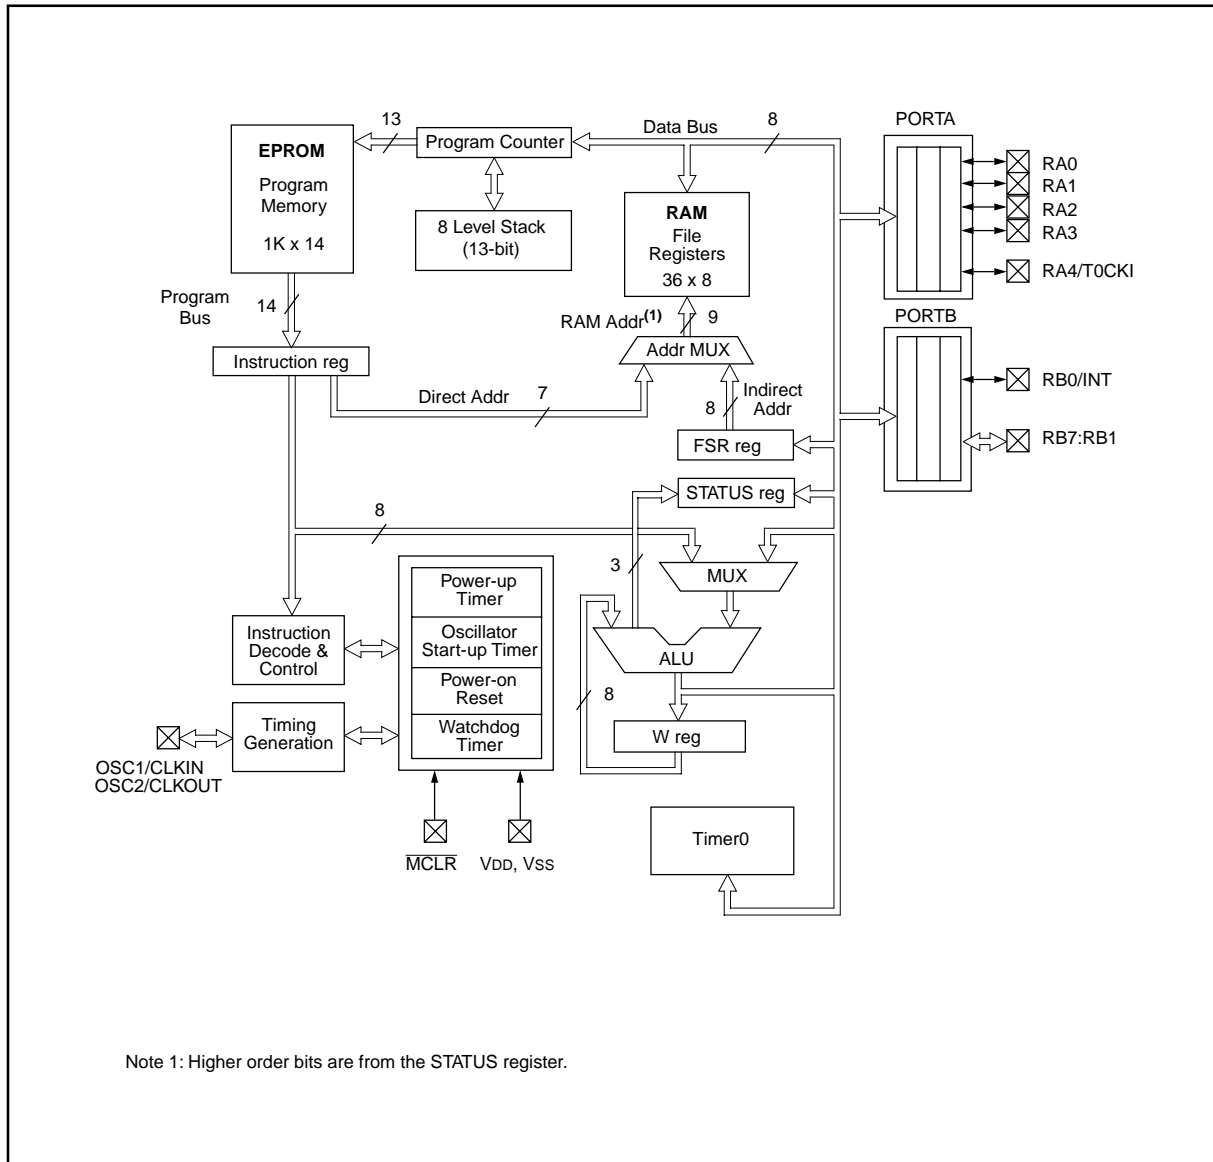 EPROM
Program
Memory
1K x 14
13
Program Counter
8 Level Stack
(13-bit)
Data Bus
8
RAM
File
Registers
36 x 8
PORTA
RA0
RA1
RA2
RA3
RA4/T0CKI
PORTB
RB0/INT
RB7:RB1
Program
Bus
14
Instruction reg
RAM Addr(1)
9
Addr MUX
Direct Addr
7
8
Indirect
Addr
FSR reg
STATUS reg
8
3
MUX
Power-up
Timer
Oscillator
Start-up Timer
Power-on
Reset
Watchdog
Timer
Instruction
Decode &
Control
Timing
Generation
OSC1/CLKIN
OSC2/CLKOUT
MCLR
VDD, VSS
ALU
8
W reg
Timer0
Note 1: Higher order bits are from the STATUS register.